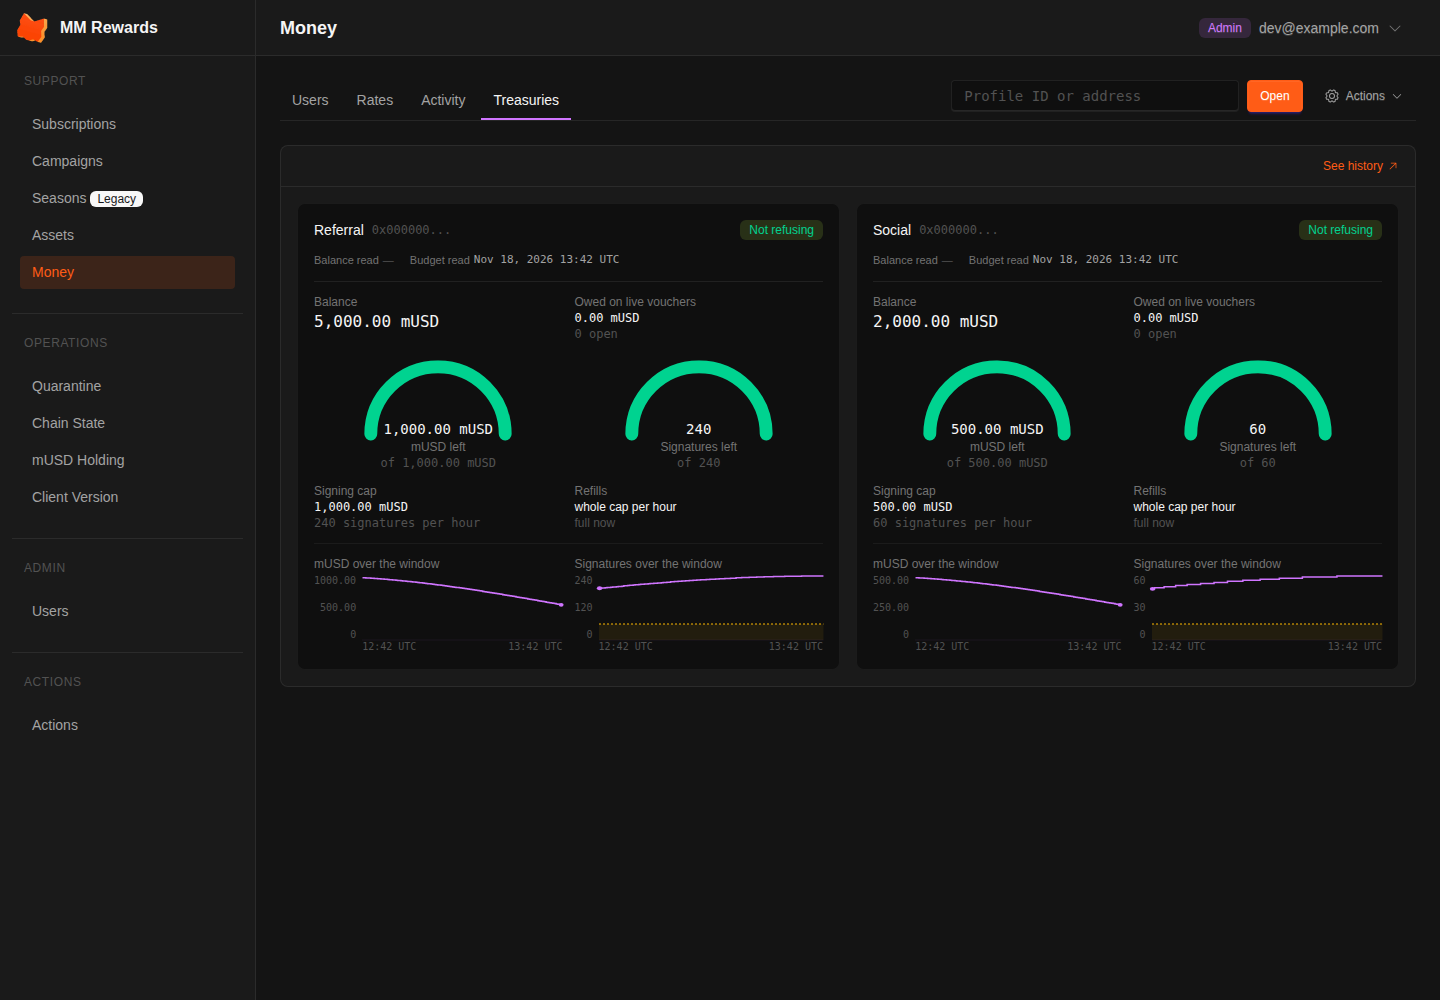 MM Rewards
Money
Admin
dev@example.com
SUPPORT
Subscriptions
Campaigns
Seasons Legacy
Assets
Money
OPERATIONS
Quarantine
Chain State
mUSD Holding
Client Version
ADMIN
Users
ACTIONS
Actions
Users
Rates
Activity
Treasuries
Profile ID or address
Open
Actions
See history
Referral 0x000000...
Not refusing
Balance read — Budget read Nov 18, 2026 13:42 UTC
Balance
5,000.00 mUSD
Owed on live vouchers
0.00 mUSD
0 open
1,000.00 mUSD
mUSD left
of 1,000.00 mUSD
240
Signatures left
of 240
Signing cap
1,000.00 mUSD
240 signatures per hour
Refills
whole cap per hour
full now
mUSD over the window
1000.00
500.00
0
12:42 UTC
13:42 UTC
Signatures over the window
240
120
0
12:42 UTC
13:42 UTC
Social 0x000000...
Not refusing
Balance read — Budget read Nov 18, 2026 13:42 UTC
Balance
2,000.00 mUSD
Owed on live vouchers
0.00 mUSD
0 open
500.00 mUSD
mUSD left
of 500.00 mUSD
60
Signatures left
of 60
Signing cap
500.00 mUSD
60 signatures per hour
Refills
whole cap per hour
full now
mUSD over the window
500.00
250.00
0
12:42 UTC
13:42 UTC
Signatures over the window
60
30
0
12:42 UTC
13:42 UTC